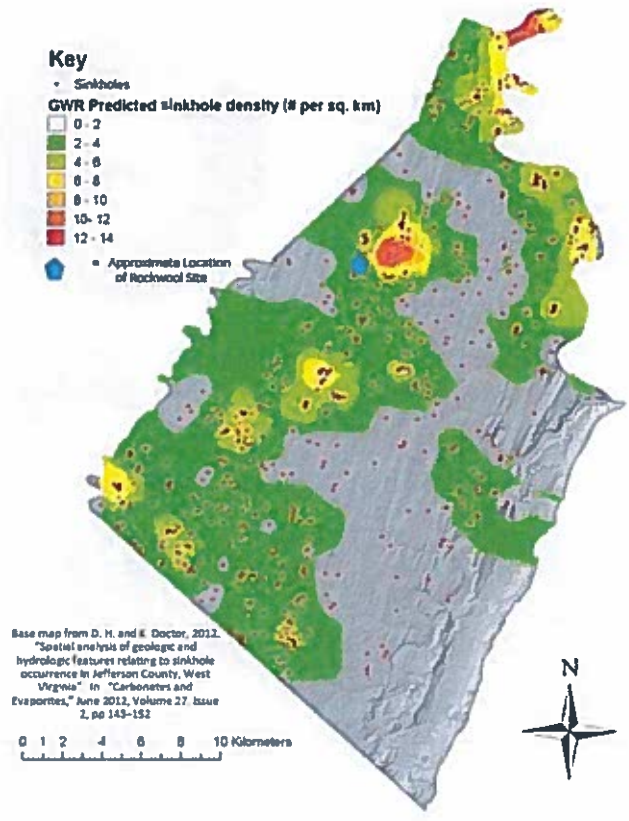 Key
Sinkholes
GWR Predicted sinkhole density (# per sq. km)
0 - 2
2 - 4
4 - 6
6 - 8
8 - 10
10- 12
12 - 14
= Approximate Location
of Rockwool Site
Base map from D. H. and K. Doctor, 2012.
"Spatial analysis of geologic and
hydrologic features relating to sinkhole
occurrence in Jefferson County, West
Virginia" In "Carbonates and
Evaporites," June 2012, Volume 27, Issue
2, pp 143-152
0 1 2 4 6 8 10 Kilometers
N